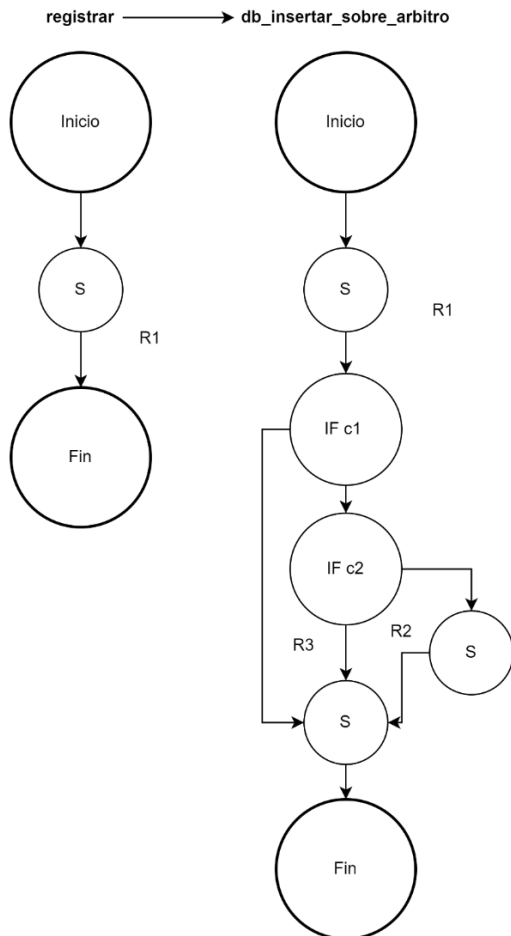 registrar db_insertar_sobre_arbitro
Inicio Inicio
S S
R1 R1
Fin IF c1
IF c2
R3 R2 S
S
Fin